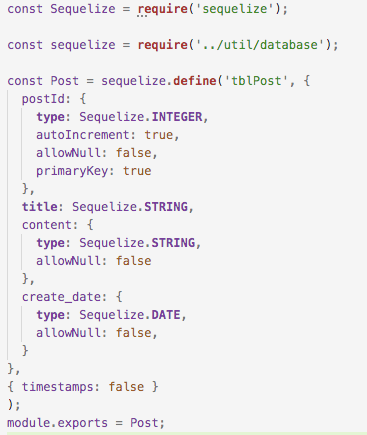 const Sequelize = require('sequelize');
const sequelize = require('../util/database');
const Post = sequelize.define('tblPost', {
postId: {
type: Sequelize.INTEGER,
autoIncrement: true,
allowNull: false,
primaryKey: true
},
title: Sequelize.STRING,
content: {
type: Sequelize.STRING,
allowNull: false
},
create_date: {
type: Sequelize.DATE,
allowNull: false,
}
},
{ timestamps: false }
);
module.exports = Post;